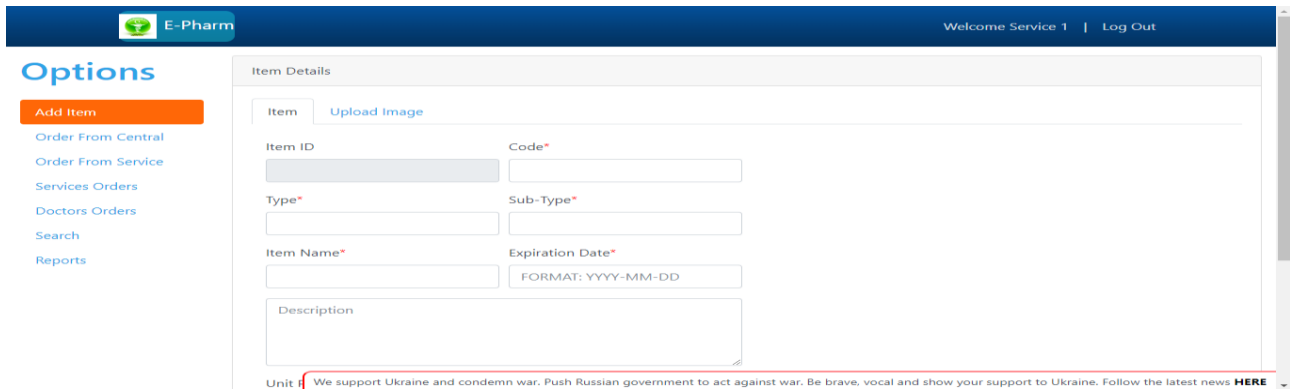 E-Pharm
Welcome Service 1 | Log Out
Options
Add Item
Order From Central
Order From Service
Services Orders
Doctors Orders
Search
Reports
Item Details
Item Upload Image
Item ID Code*
Type* Sub-Type*
Item Name* Expiration Date*
FORMAT: YYYY-MM-DD
Description
Unit
We support Ukraine and condemn war. Push Russian government to act against war. Be brave, vocal and show your support to Ukraine. Follow the latest news HERE